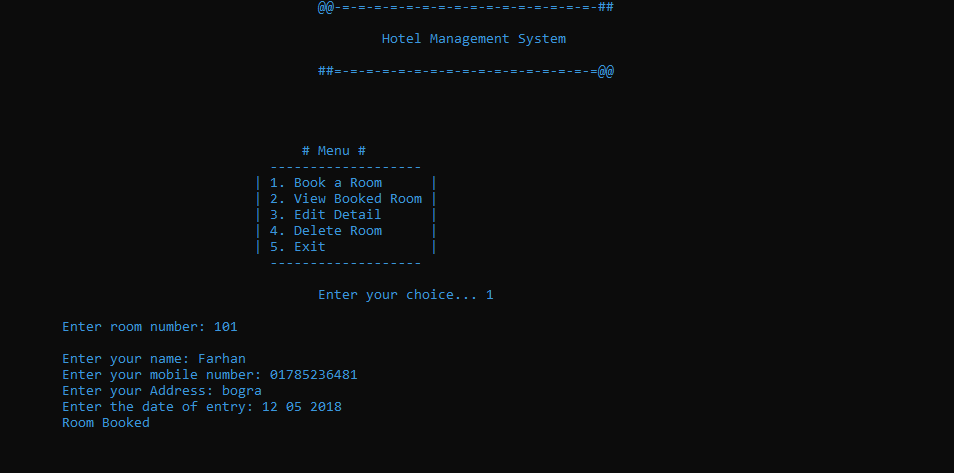 @@-=-=-=-=-=-=-=-=-=-=-=-=-=-=-=-=-##
Hotel Management System
##=-=-=-=-=-=-=-=-=-=-=-=-=-=-=-=-=@@
# Menu #
-------------------
| 1. Book a Room |
| 2. View Booked Room |
| 3. Edit Detail |
| 4. Delete Room |
| 5. Exit |
-------------------
Enter your choice... 1
Enter room number: 101
Enter your name: Farhan
Enter your mobile number: 01785236481
Enter your Address: bogra
Enter the date of entry: 12 05 2018
Room Booked